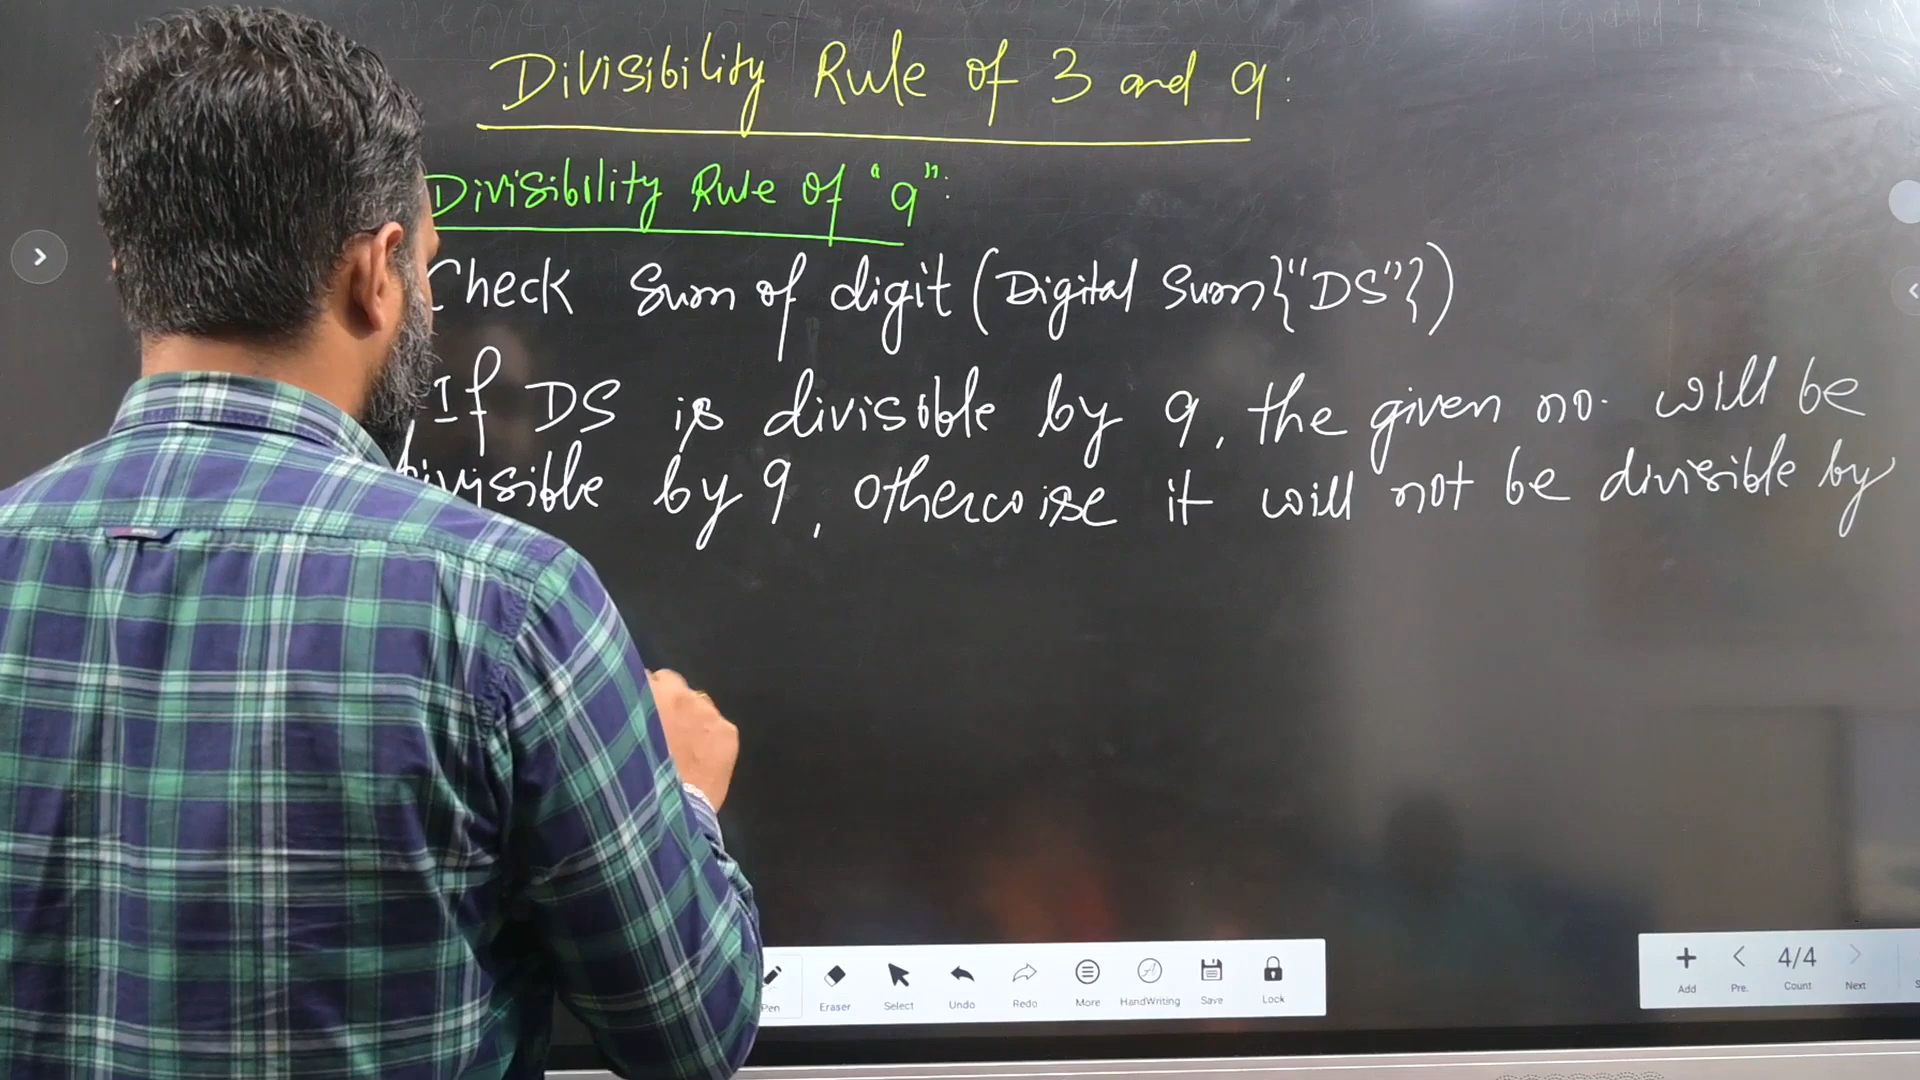 Divisibility Rule of 3 and 9:
Divisibility Rule of "9":
Check Sum of digit (Digital Sum{"DS"})
If DS is divisible by 9, the given no. will be
divisible by 9, otherwise it will not be divisible by
Pen
Eraser
Select
Undo
Redo
More
HandWriting
Save
Lock
Add
Pre.
4/4
Count
Next